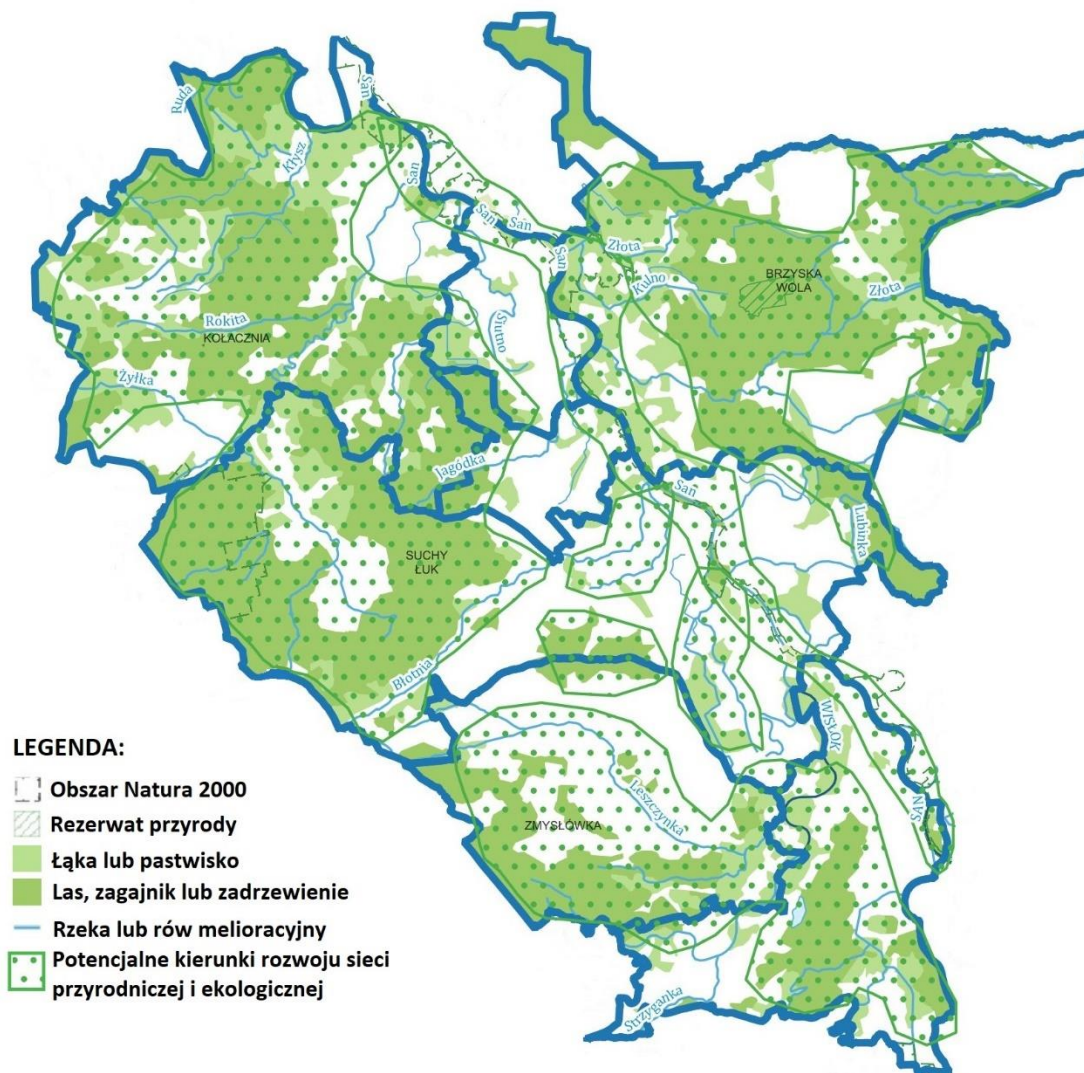 San
Ruda
Kłysz
San
San
San
San
Złota
Kulno
BRZYSKA
WOLA
Złota
Rokita
KOŁACZNIA
Żyłka
Jagódka
San
Lubinka
SUCHY
ŁUK
Błotnia
WISŁOK
SAN
Leszczynka
ZMYSŁÓWKA
Strzyganka
LEGENDA:
Obszar Natura 2000
Rezerwat przyrody
Łąka lub pastwisko
Las, zagajnik lub zadrzewienie
Rzeka lub rów melioracyjny
Potencjalne kierunki rozwoju sieci
przyrodniczej i ekologicznej